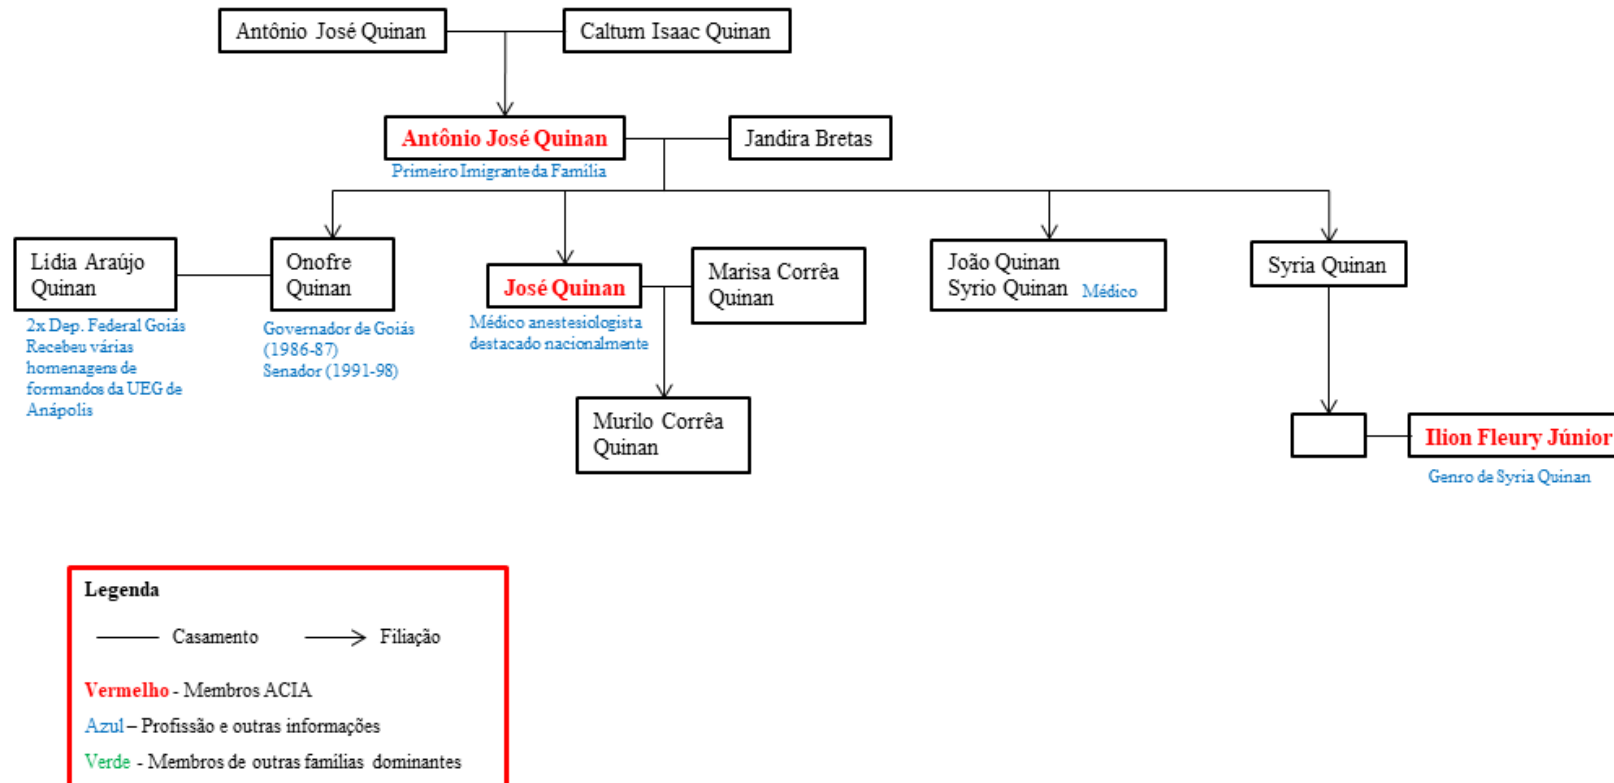 Antônio José Quinan
Caltum Isaac Quinan
Antônio José Quinan
Primeiro Imigrante da Família
Jandira Bretas
Lidia Araújo
Quinan
2x Dep. Federal Goiás
Recebeu várias
homenagens de
formandos da UEG de
Anápolis
Onofre
Quinan
Governador de Goiás
(1986-87)
Senador (1991-98)
José Quinan
Médico anestesiologista
destacado nacionalmente
Marisa Corrêa
Quinan
João Quinan
Syrio Quinan Médico
Syria Quinan
Murilo Corrêa
Quinan
Ilion Fleury Júnior
Genro de Syria Quinan
Legenda
Casamento Filiação
Vermelho - Membros ACIA
Azul – Profissão e outras informações
Verde - Membros de outras famílias dominantes